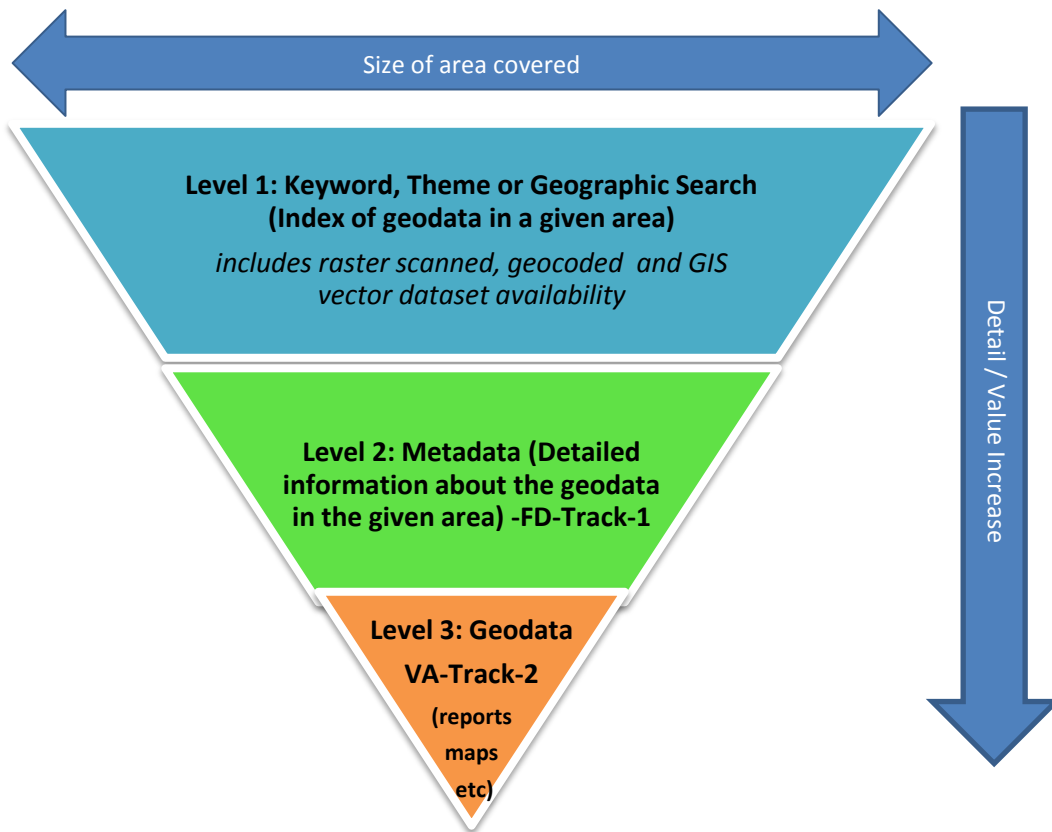 Size of area covered
Level 1: Keyword, Theme or Geographic Search
(Index of geodata in a given area)
includes raster scanned, geocoded  and GIS
vector dataset availability
Detail / Value Increase
Level 2: Metadata (Detailed
information about the geodata
in the given area) -FD-Track-1
Level 3: Geodata
VA-Track-2
(reports
maps
etc)